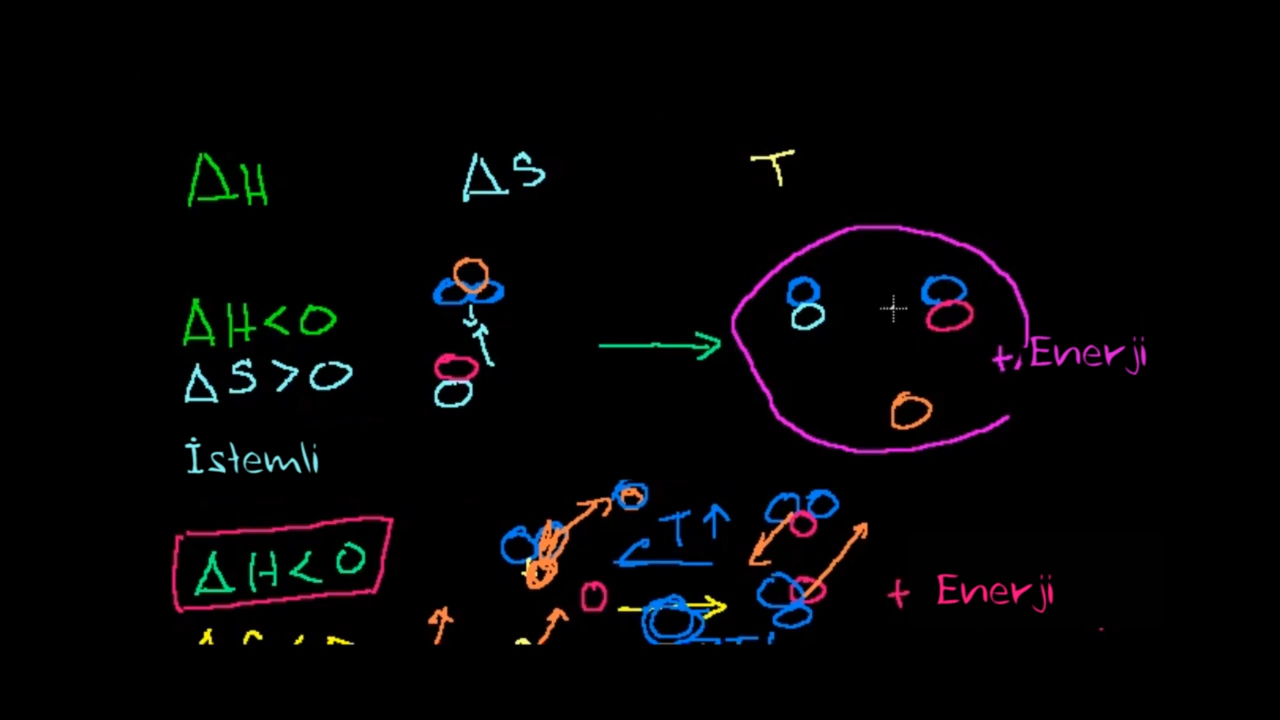 ΔH ΔS T
ΔH<0
ΔS>0
+ Enerji
İstemli
T↑
ΔH<0
+ Enerji